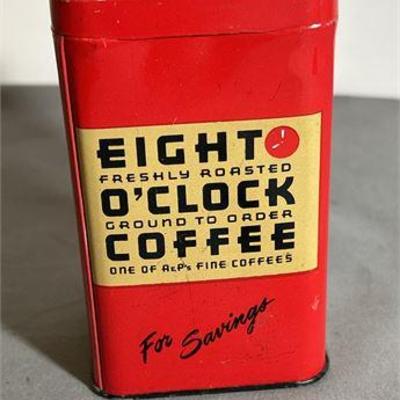 EIGHT
FRESHLY ROASTED
O'CLOCK
GROUND TO ORDER
COFFEE
ONE OF A&P's FINE COFFEES
For Savings